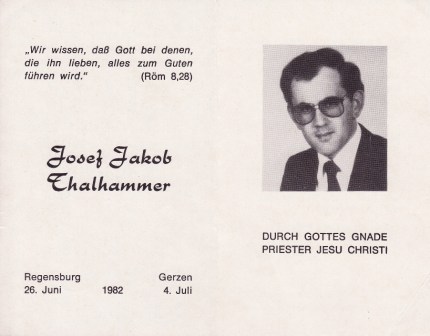 „Wir wissen, daß Gott bei denen,
die ihn lieben, alles zum Guten
führen wird.“ (Röm 8,28)
Josef Jakob
Thalhammer
Regensburg Gerzen
26. Juni 1982 4. Juli
DURCH GOTTES GNADE
PRIESTER JESU CHRISTI